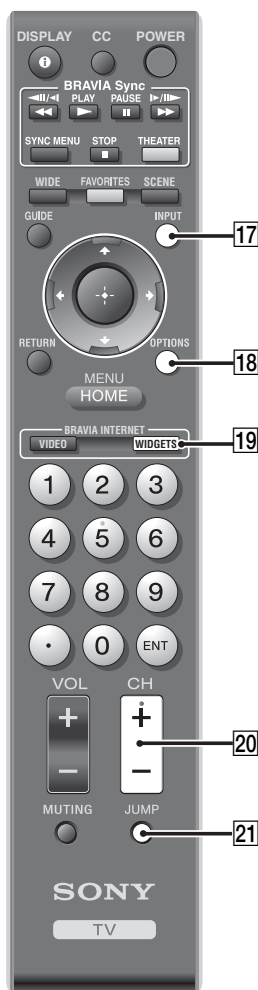 DISPLAY CC POWER
BRAVIA Sync
PLAY PAUSE
SYNC MENU STOP THEATER
WIDE FAVORITES SCENE
GUIDE INPUT
17
RETURN OPTIONS
18
MENU
HOME
BRAVIA INTERNET
VIDEO WIDGETS
19
1 2 3
4 5 6
7 8 9
. 0 ENT
VOL CH
+ +
20
− −
MUTING JUMP
21
SONY
TV